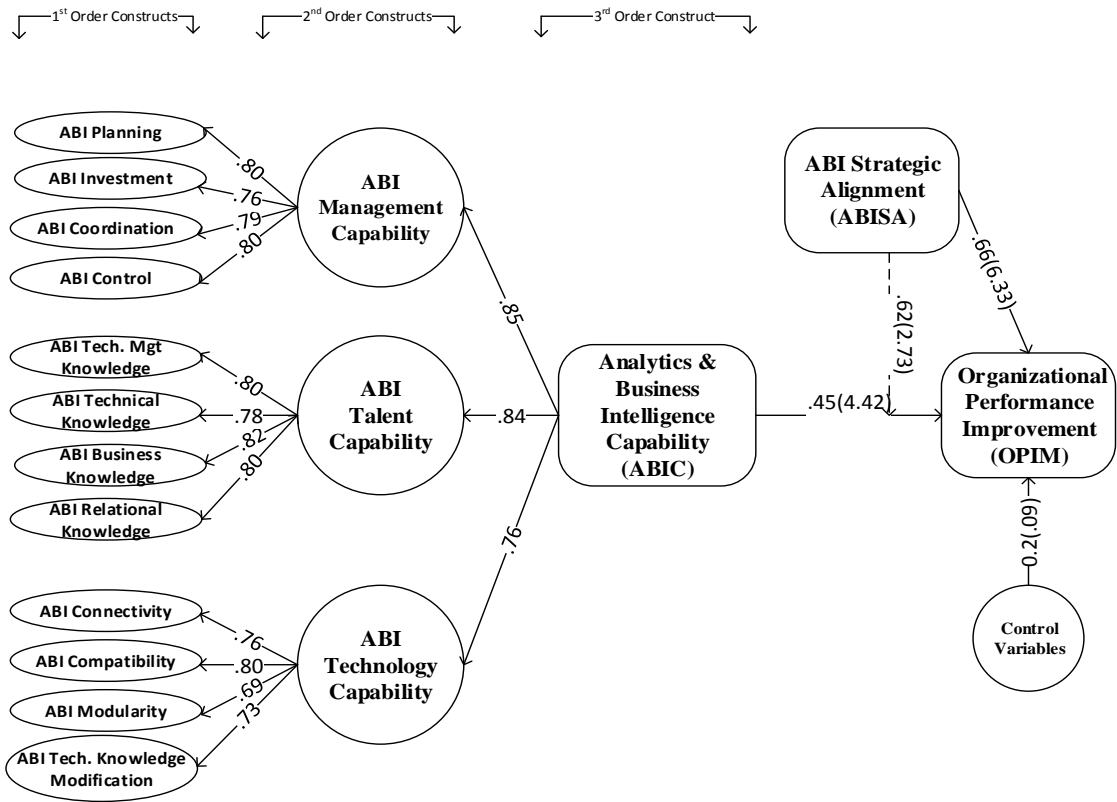 1st Order Constructs
2nd Order Constructs
3rd Order Construct
ABI Planning
ABI Investment
ABI Coordination
ABI Control
.80
.76
.79
.80
ABI
Management
Capability
.85
ABI Tech. Mgt
Knowledge
ABI Technical
Knowledge
ABI Business
Knowledge
ABI Relational
Knowledge
.80
.78
.82
.80
ABI
Talent
Capability
.84
ABI Connectivity
ABI Compatibility
ABI Modularity
ABI Tech. Knowledge
Modification
.76
.80
.69
.73
ABI
Technology
Capability
.76
Analytics &
Business
Intelligence
Capability
(ABIC)
.45(4.42)
ABI Strategic
Alignment
(ABISA)
.62(2.73)
.66(6.33)
Organizational
Performance
Improvement
(OPIM)
0.2(.09)
Control
Variables